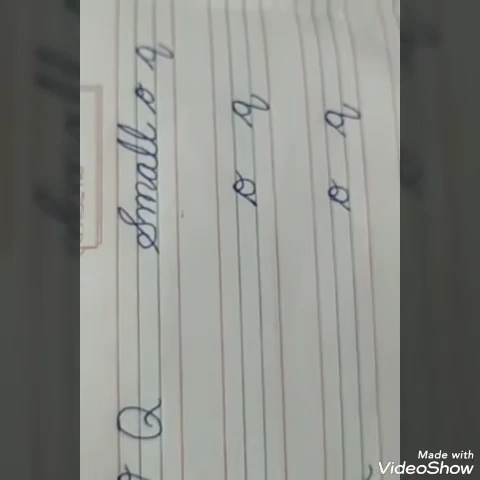 Q Small o q
o q
o q
Made with
VideoShow